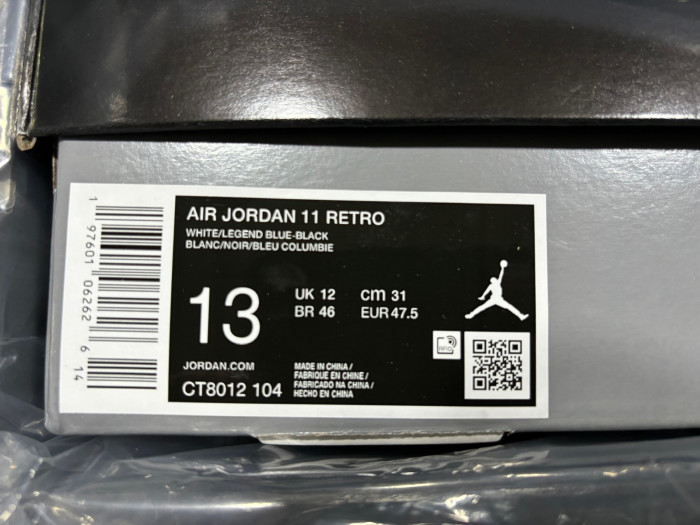 AIR JORDAN 11 RETRO
WHITE/LEGEND BLUE-BLACK
BLANC/NOIR/BLEU COLUMBIE
13
UK 12 cm 31
BR 46 EUR 47.5
JORDAN.COM
CT8012 104
MADE IN CHINA /
FABRIQUE EN CHINE /
FABRICADO NA CHINA /
HECHO EN CHINA
RFID
1 97601 06262 6 14